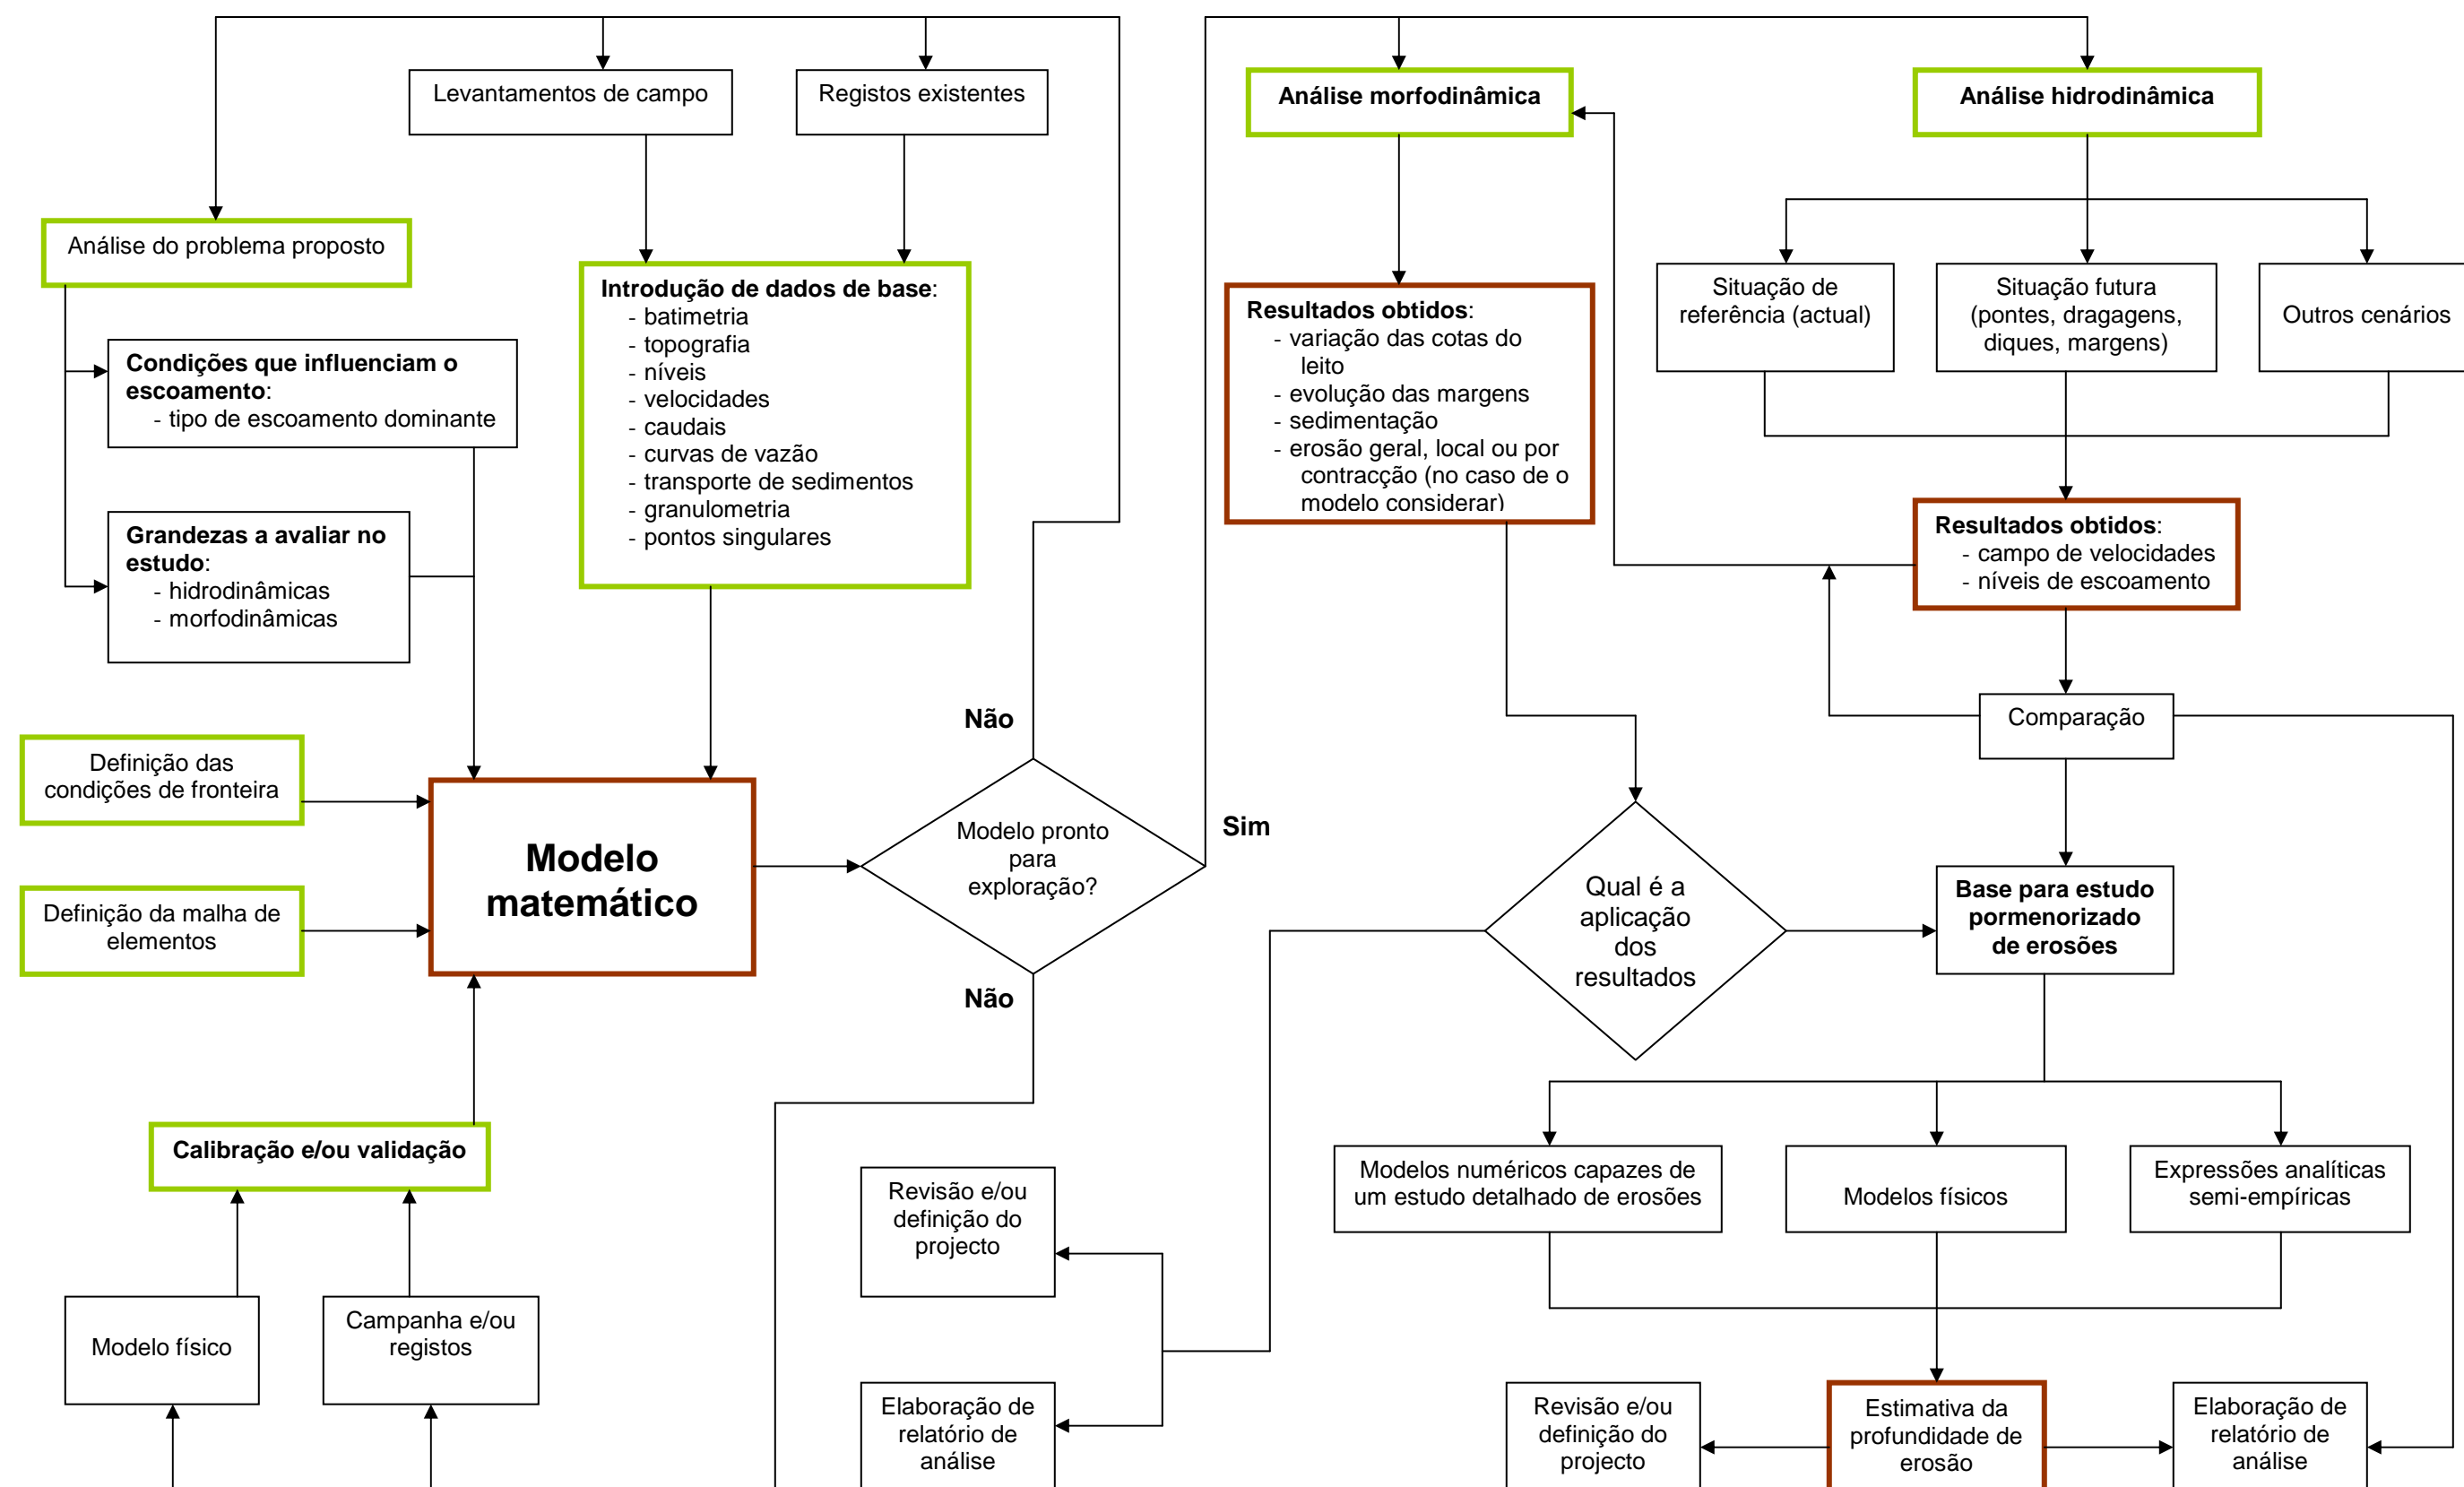 Levantamentos de campo
Registos existentes
Análise morfodinâmica
Análise hidrodinâmica
Análise do problema proposto
Condições que influenciam o
escoamento:
- tipo de escoamento dominante
Grandezas a avaliar no
estudo:
- hidrodinâmicas
- morfodinâmicas
Introdução de dados de base:
- batimetria
- topografia
- níveis
- velocidades
- caudais
- curvas de vazão
- transporte de sedimentos
- granulometria
- pontos singulares
Resultados obtidos:
- variação das cotas do
leito
- evolução das margens
- sedimentação
- erosão geral, local ou por
contracção (no caso de o
modelo considerar)
Situação de
referência (actual)
Situação futura
(pontes, dragagens,
diques, margens)
Outros cenários
Resultados obtidos:
- campo de velocidades
- níveis de escoamento
Comparação
Definição das
condições de fronteira
Definição da malha de
elementos
Modelo
matemático
Não
Modelo pronto
para
exploração?
Sim
Não
Qual é a
aplicação
dos
resultados
Base para estudo
pormenorizado
de erosões
Calibração e/ou validação
Modelo físico
Campanha e/ou
registos
Revisão e/ou
definição do
projecto
Elaboração de
relatório de
análise
Modelos numéricos capazes de
um estudo detalhado de erosões
Modelos físicos
Expressões analíticas
semi-empíricas
Revisão e/ou
definição do
projecto
Estimativa da
profundidade de
erosão
Elaboração de
relatório de
análise